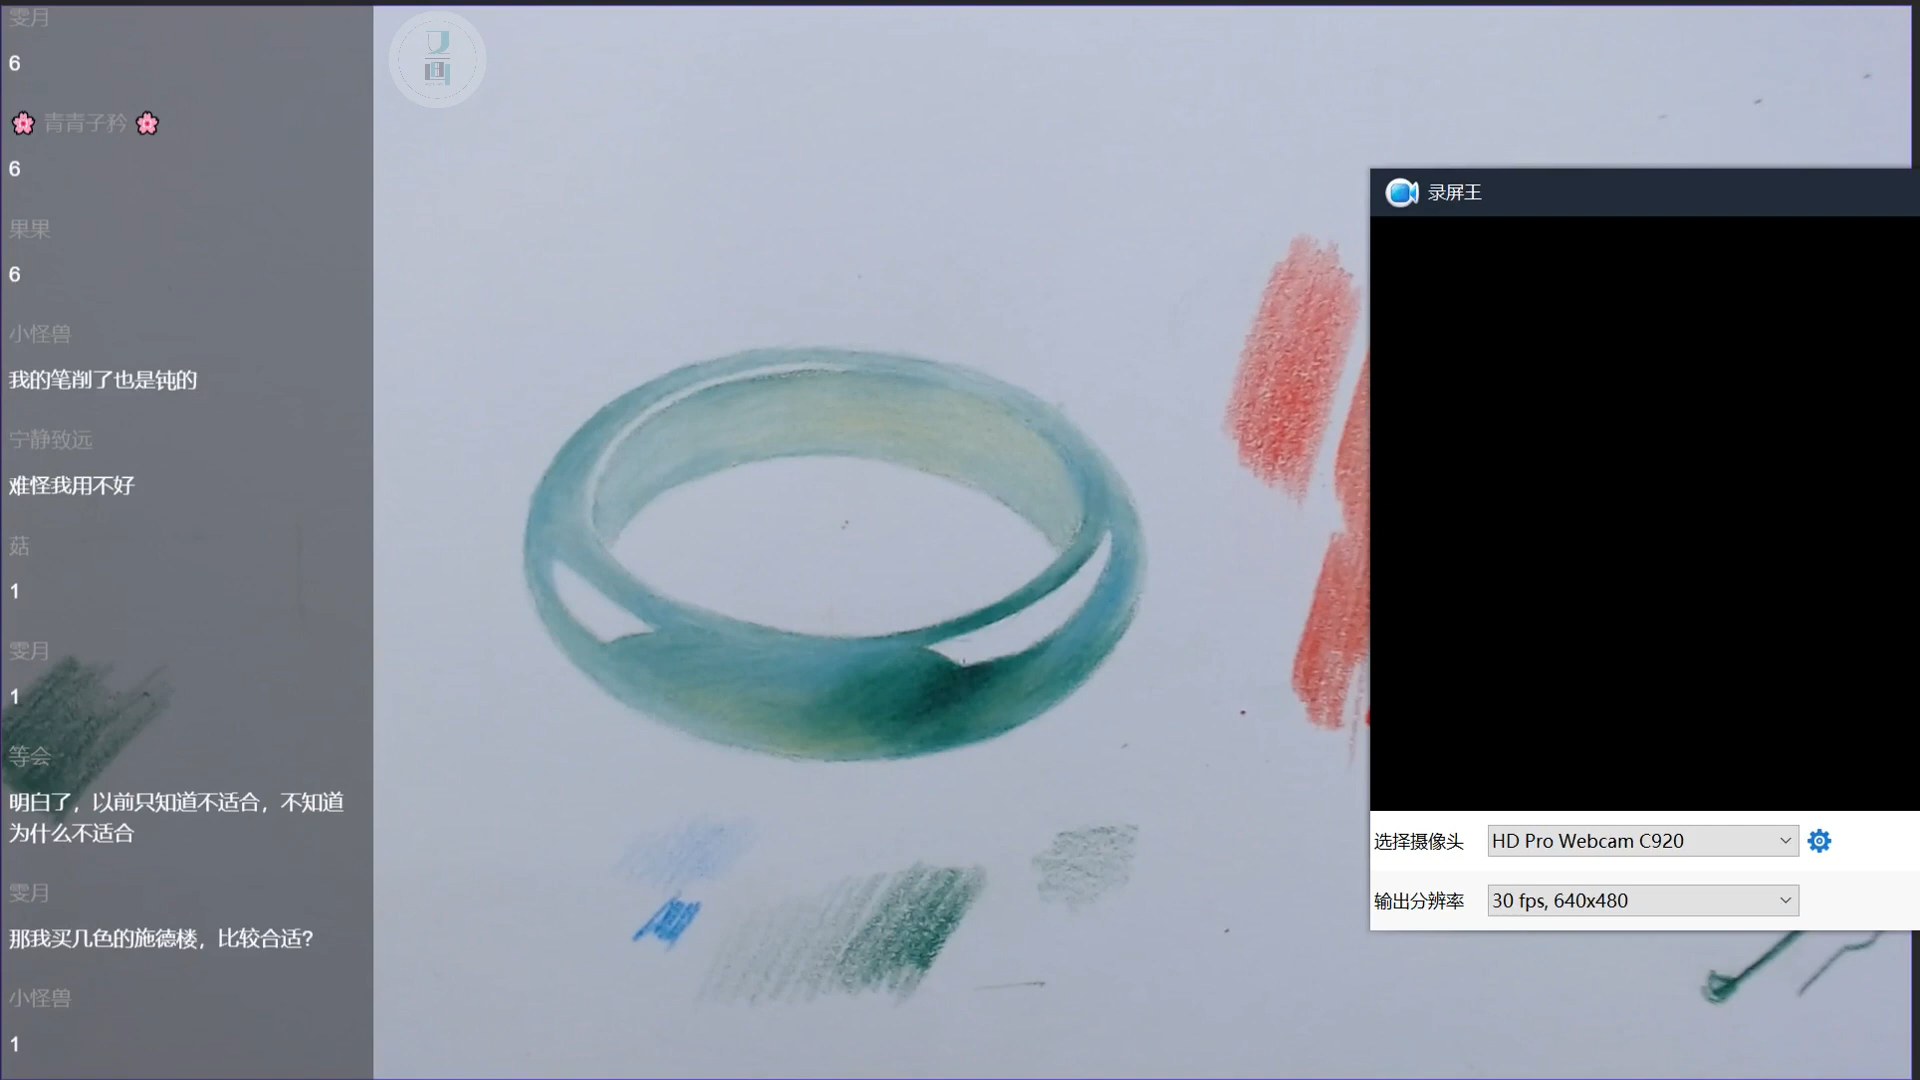 雯月
6
青青子矜
6
果果
6
小怪兽
我的笔削了也是钝的
宁静致远
难怪我用不好
菇
1
雯月
1
等会
明白了，以前只知道不适合，不知道
为什么不适合
雯月
那我买几色的施德楼，比较合适?
小怪兽
1
录屏王
选择摄像头 HD Pro Webcam C920
输出分辨率 30 fps, 640x480